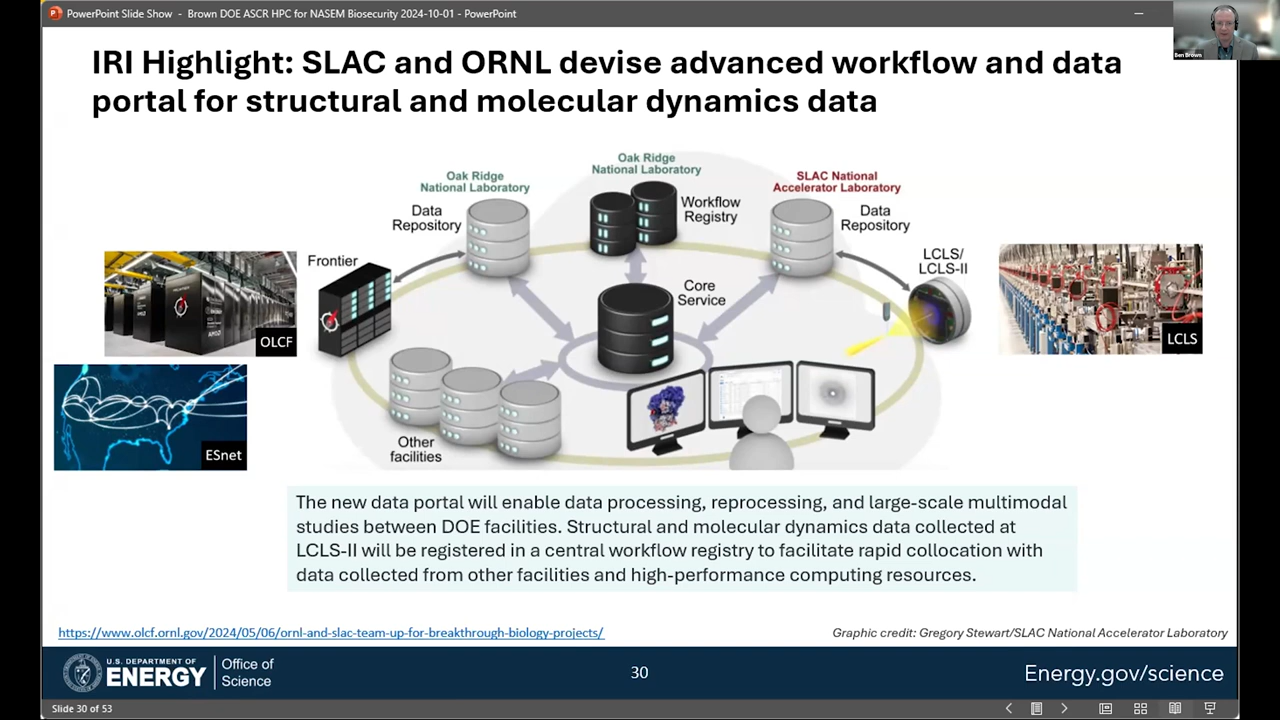 PowerPoint Slide Show - Brown DOE ASCR HPC for NASEM Biosecurity 2024-10-01 - PowerPoint
Ben Brown
IRI Highlight: SLAC and ORNL devise advanced workflow and data
portal for structural and molecular dynamics data
Oak Ridge
National Laboratory
Data
Repository
Oak Ridge
National Laboratory
Workflow
Registry
SLAC National
Accelerator Laboratory
Data
Repository
Frontier
LCLS/
LCLS-II
Core
Service
OLCF
LCLS
ESnet
Other
facilities
The new data portal will enable data processing, reprocessing, and large-scale multimodal
studies between DOE facilities. Structural and molecular dynamics data collected at
LCLS-II will be registered in a central workflow registry to facilitate rapid collocation with
data collected from other facilities and high-performance computing resources.
https://www.olcf.ornl.gov/2024/05/06/ornl-and-slac-team-up-for-breakthrough-biology-projects/
Graphic credit: Gregory Stewart/SLAC National Accelerator Laboratory
U.S. DEPARTMENT OF
ENERGY
Office of
Science
30
Energy.gov/science
Slide 30 of 53